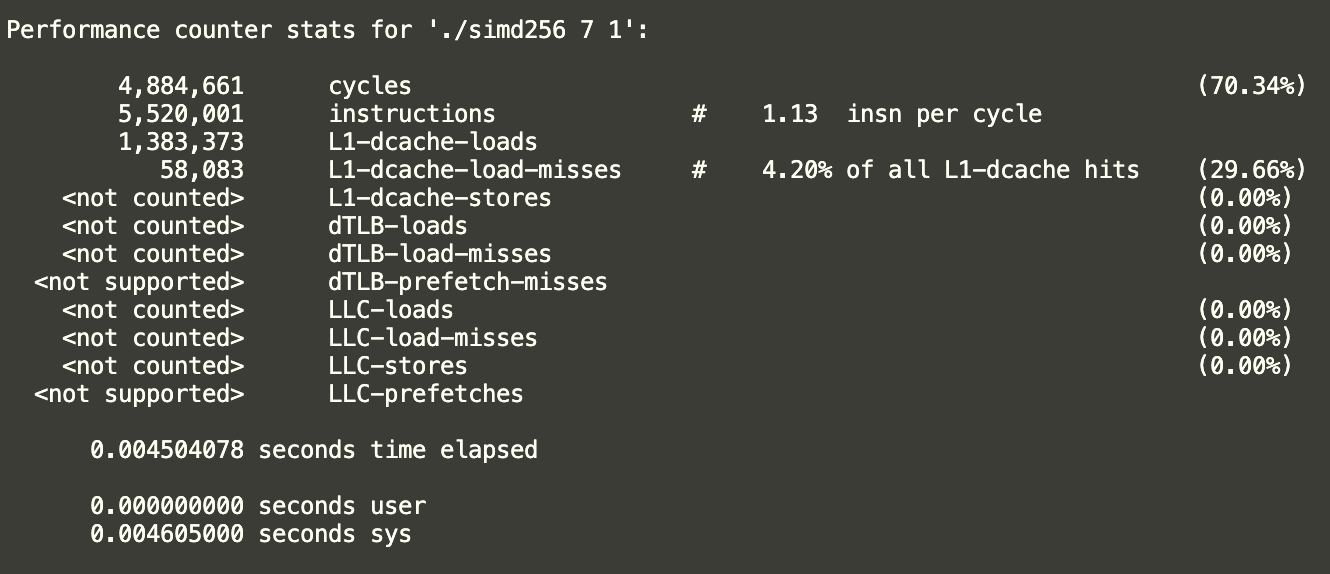 Performance counter stats for './simd256 7 1':
4,884,661 cycles (70.34%)
5,520,001 instructions # 1.13 insn per cycle
1,383,373 L1-dcache-loads
58,083 L1-dcache-load-misses # 4.20% of all L1-dcache hits (29.66%)
<not counted> L1-dcache-stores (0.00%)
<not counted> dTLB-loads (0.00%)
<not counted> dTLB-load-misses (0.00%)
<not supported> dTLB-prefetch-misses
<not counted> LLC-loads (0.00%)
<not counted> LLC-load-misses (0.00%)
<not counted> LLC-stores (0.00%)
<not supported> LLC-prefetches
0.004504078 seconds time elapsed
0.000000000 seconds user
0.004605000 seconds sys